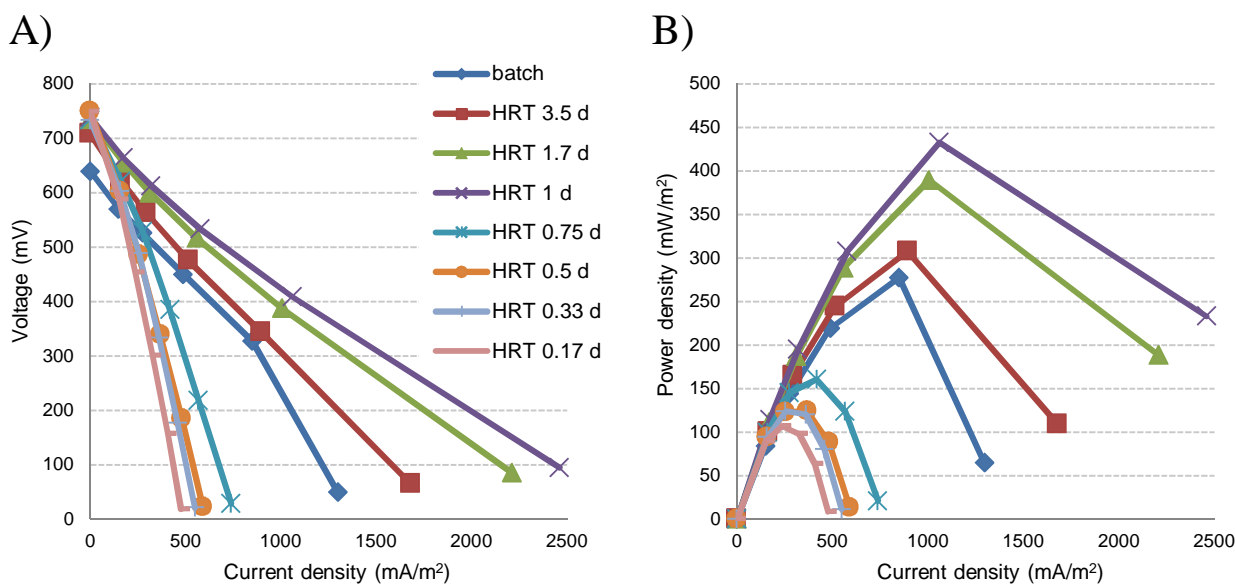 A)
Voltage (mV)
800
700
600
500
400
300
200
100
0
0 500 1000 1500 2000 2500
Current density (mA/m²)
batch
HRT 3.5 d
HRT 1.7 d
HRT 1 d
HRT 0.75 d
HRT 0.5 d
HRT 0.33 d
HRT 0.17 d
B)
Power density (mW/m²)
500
450
400
350
300
250
200
150
100
50
0
0 500 1000 1500 2000 2500
Current density (mA/m²)